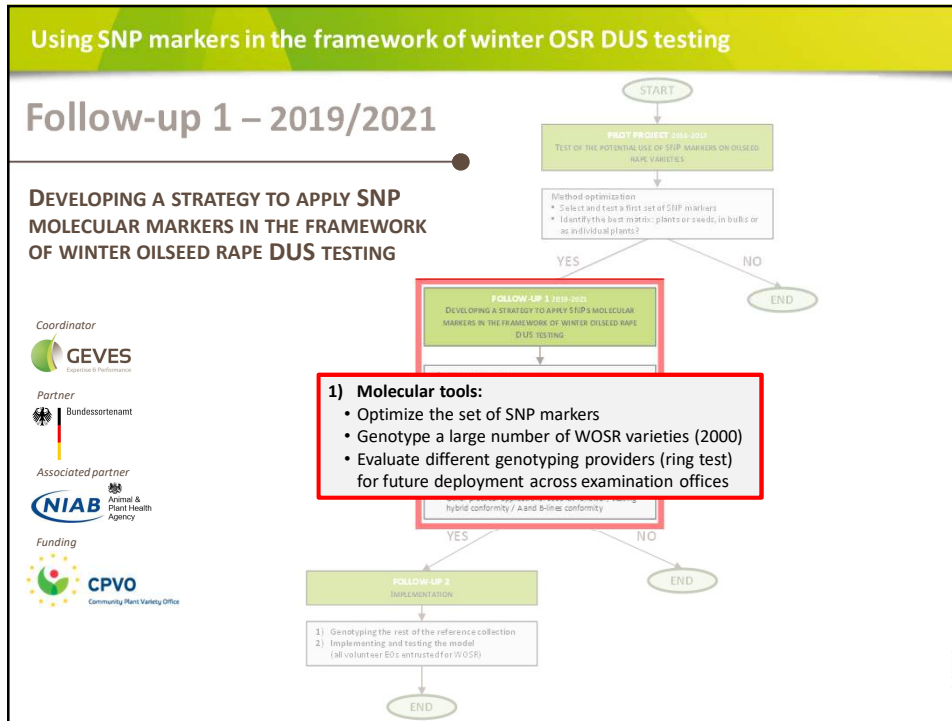 Using SNP markers in the framework of winter OSR DUS testing
Follow-up 1 – 2019/2021
DEVELOPING A STRATEGY TO APPLY SNP
MOLECULAR MARKERS IN THE FRAMEWORK
OF WINTER OILSEED RAPE DUS TESTING
Coordinator
GEVES
Expertise & Performance
Partner
Bundessortenamt
Associated partner
NIAB
Animal &
Plant Health
Agency
Funding
CPVO
Community Plant Variety Office
START
PILOT PROJECT
TEST OF THE POTENTIAL USE OF SNP MARKERS ON OILSEED
RAPE VARIETIES
Method optimization
▪ Select and test a first set of SNP markers
▪ Identify the best matrix: plants or seeds, in bulks or
as individual plants?
YES
NO
END
FOLLOW-UP 1 2019-2021
DEVELOPING A STRATEGY TO APPLY SNPS MOLECULAR
MARKERS IN THE FRAMEWORK OF WINTER OILSEED RAPE
DUS TESTING
1) Molecular tools:
• Optimize the set of SNP markers
• Genotype a large number of WOSR varieties (2000)
• Evaluate different genotyping providers (ring test)
for future deployment across examination offices
hybrid conformity / A and B-lines conformity
YES
NO
END
FOLLOW-UP 2
IMPLEMENTATION
1) Genotyping the rest of the reference collection
2) Implementing and testing the model
(all volunteer EOs entrusted for WOSR)
END